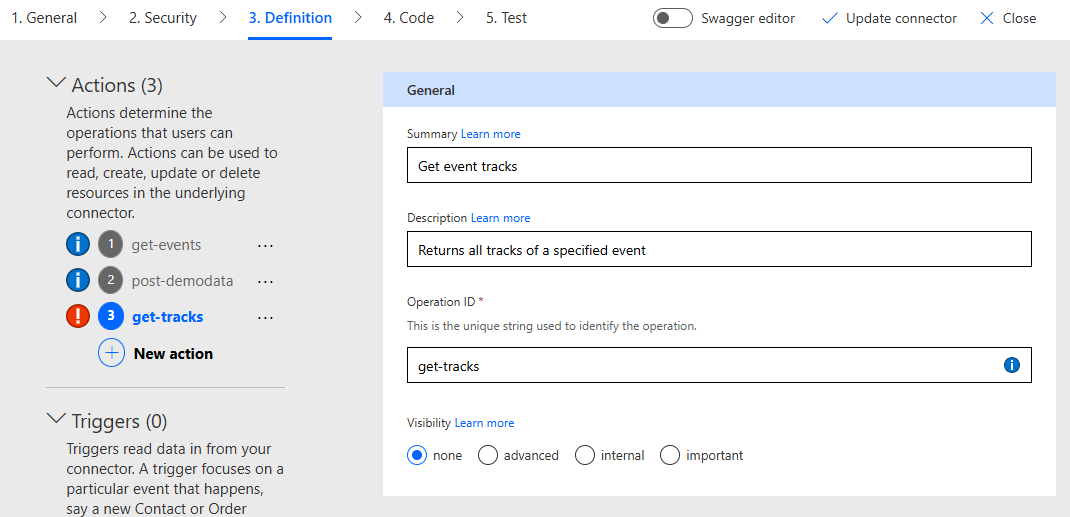 1. General
2. Security
3. Definition
4. Code
5. Test
Swagger editor
Update connector
Close
Actions (3)
Actions determine the
operations that users can
perform. Actions can be used to
read, create, update or delete
resources in the underlying
connector.
1 get-events ...
2 post-demodata ...
3 get-tracks ...
New action
Triggers (0)
Triggers read data in from your
connector. A trigger focuses on a
particular event that happens,
say a new Contact or Order
General
Summary Learn more
Get event tracks
Description Learn more
Returns all tracks of a specified event
Operation ID *
This is the unique string used to identify the operation.
get-tracks
Visibility Learn more
none advanced internal important